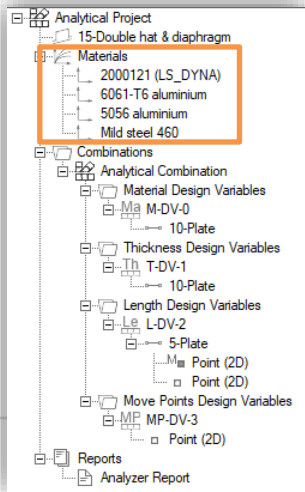 Analytical Project
15-Double hat & diaphragm
Materials
2000121 (LS_DYNA)
6061-T6 aluminium
5056 aluminium
Mild steel 460
Combinations
Analytical Combination
Material Design Variables
Ma M-DV-0
10-Plate
Thickness Design Variables
Th T-DV-1
10-Plate
Length Design Variables
Le L-DV-2
5-Plate
M Point (2D)
Point (2D)
Move Points Design Variables
MP MP-DV-3
Point (2D)
Reports
Analyzer Report